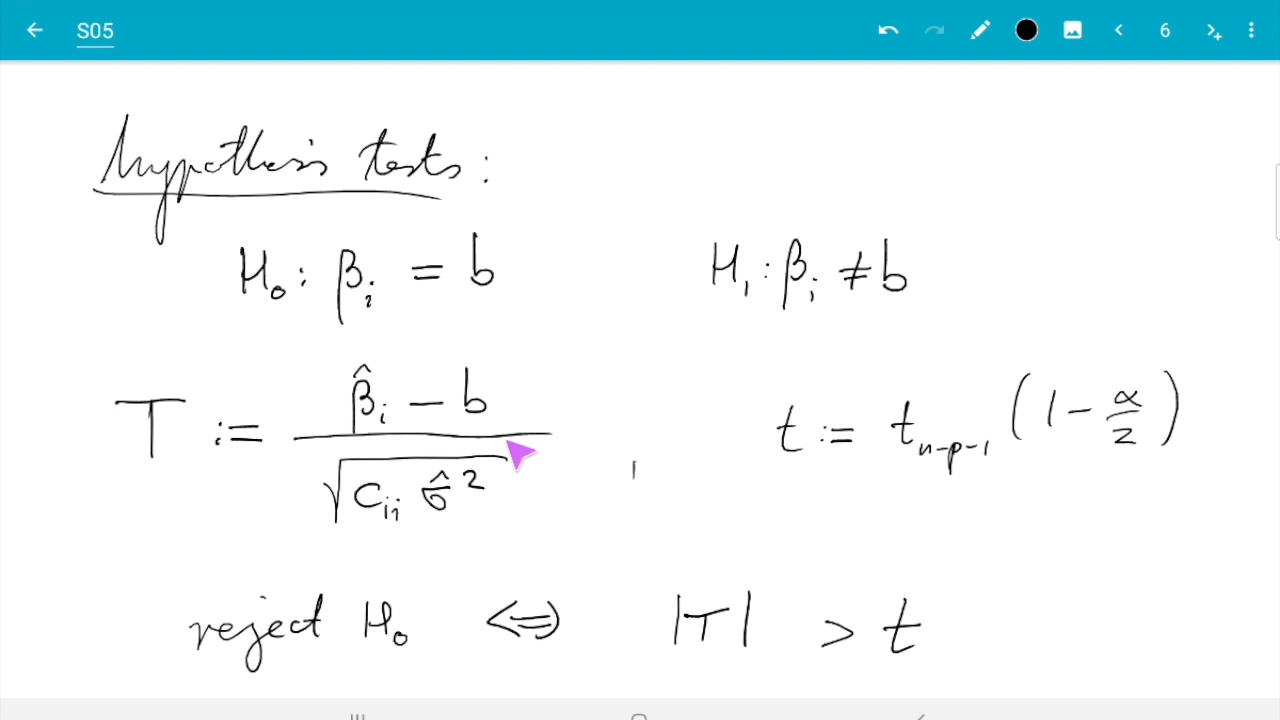 S05 6
hypothesis tests:
H₀: βᵢ = b H₁: βᵢ ≠ b
T := (β̂ᵢ − b) / √(Cᵢᵢ σ̂²) , t := tₙ₋ₚ₋₁ (1 − α/2)
reject H₀ ⇔ |T| > t